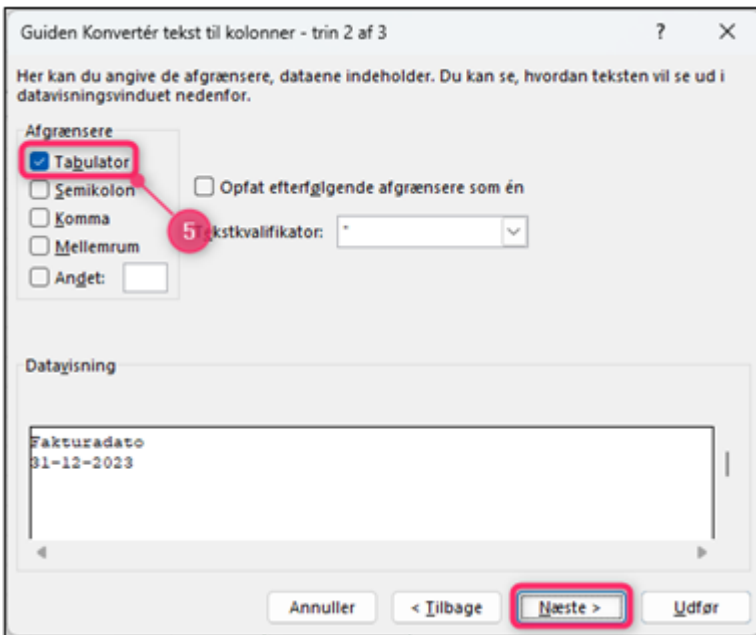 Guiden Konvertér tekst til kolonner - trin 2 af 3 ?
Her kan du angive de afgrænsere, dataene indeholder. Du kan se, hvordan teksten vil se ud i
datavisningsvinduet nedenfor.
Afgrænsere
Tabulator
Semikolon
Komma
Mellemrum
Andet:
Opfat efterfølgende afgrænsere som én
5
kstkvalifikator: "
Datavisning
Fakturadato
31-12-2023
Annuller < Tilbage Næste > Udfør